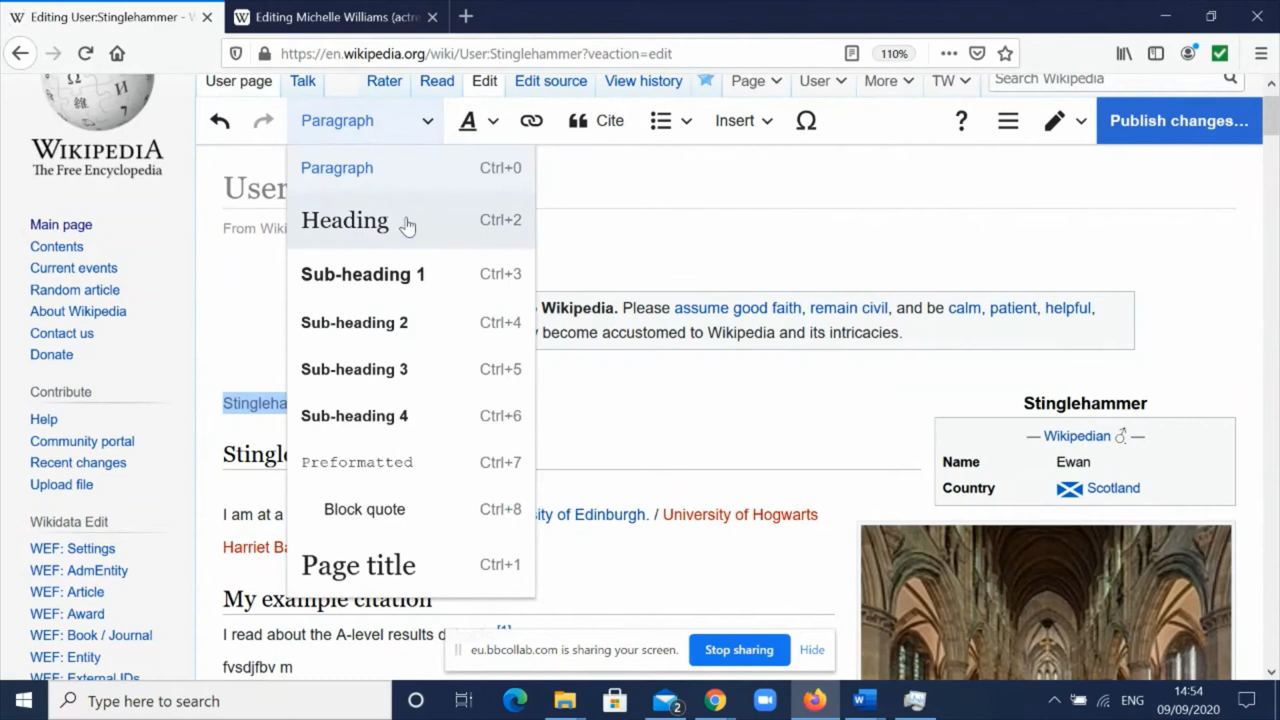 Editing User:Stinglehammer - W
Editing Michelle Williams (actre
https://en.wikipedia.org/wiki/User:Stinglehammer?veaction=edit
110%
User page
Talk
Rater
Read
Edit
Edit source
View history
Page
User
More
TW
Search Wikipedia
WIKIPEDIA
The Free Encyclopedia
Paragraph
Cite
Insert
Ω
?
Publish changes...
Paragraph Ctrl+0
Heading Ctrl+2
Sub-heading 1 Ctrl+3
Sub-heading 2 Ctrl+4
Sub-heading 3 Ctrl+5
Sub-heading 4 Ctrl+6
Preformatted Ctrl+7
Block quote Ctrl+8
Page title Ctrl+1
Main page
Contents
Current events
Random article
About Wikipedia
Contact us
Donate
Contribute
Help
Community portal
Recent changes
Upload file
Wikidata Edit
WEF: Settings
WEF: AdmEntity
WEF: Article
WEF: Award
WEF: Book / Journal
WEF: Entity
WEF: External IDs
User
From Wiki
Wikipedia. Please assume good faith, remain civil, and be calm, patient, helpful,
become accustomed to Wikipedia and its intricacies.
Stingleha
Stingle
I am at a
ity of Edinburgh. / University of Hogwarts
Harriet Ba
My example citation
I read about the A-level results
[1]
fvsdjfbv m
Stinglehammer
— Wikipedian ♂ —
Name Ewan
Country Scotland
eu.bbcollab.com is sharing your screen.
Stop sharing
Hide
Type here to search
2
ENG
14:54
09/09/2020